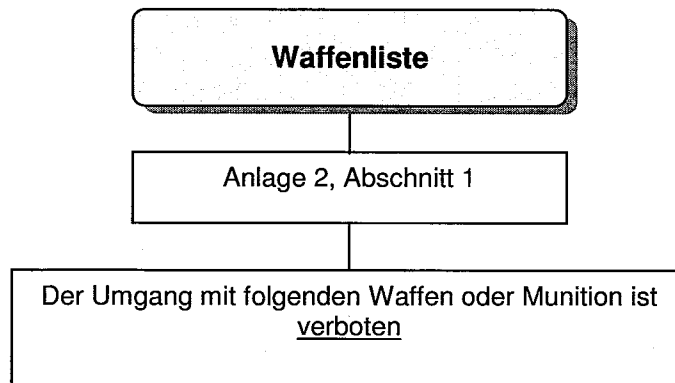 Waffenliste
Anlage 2, Abschnitt 1
Der Umgang mit folgenden Waffen oder Munition ist
verboten